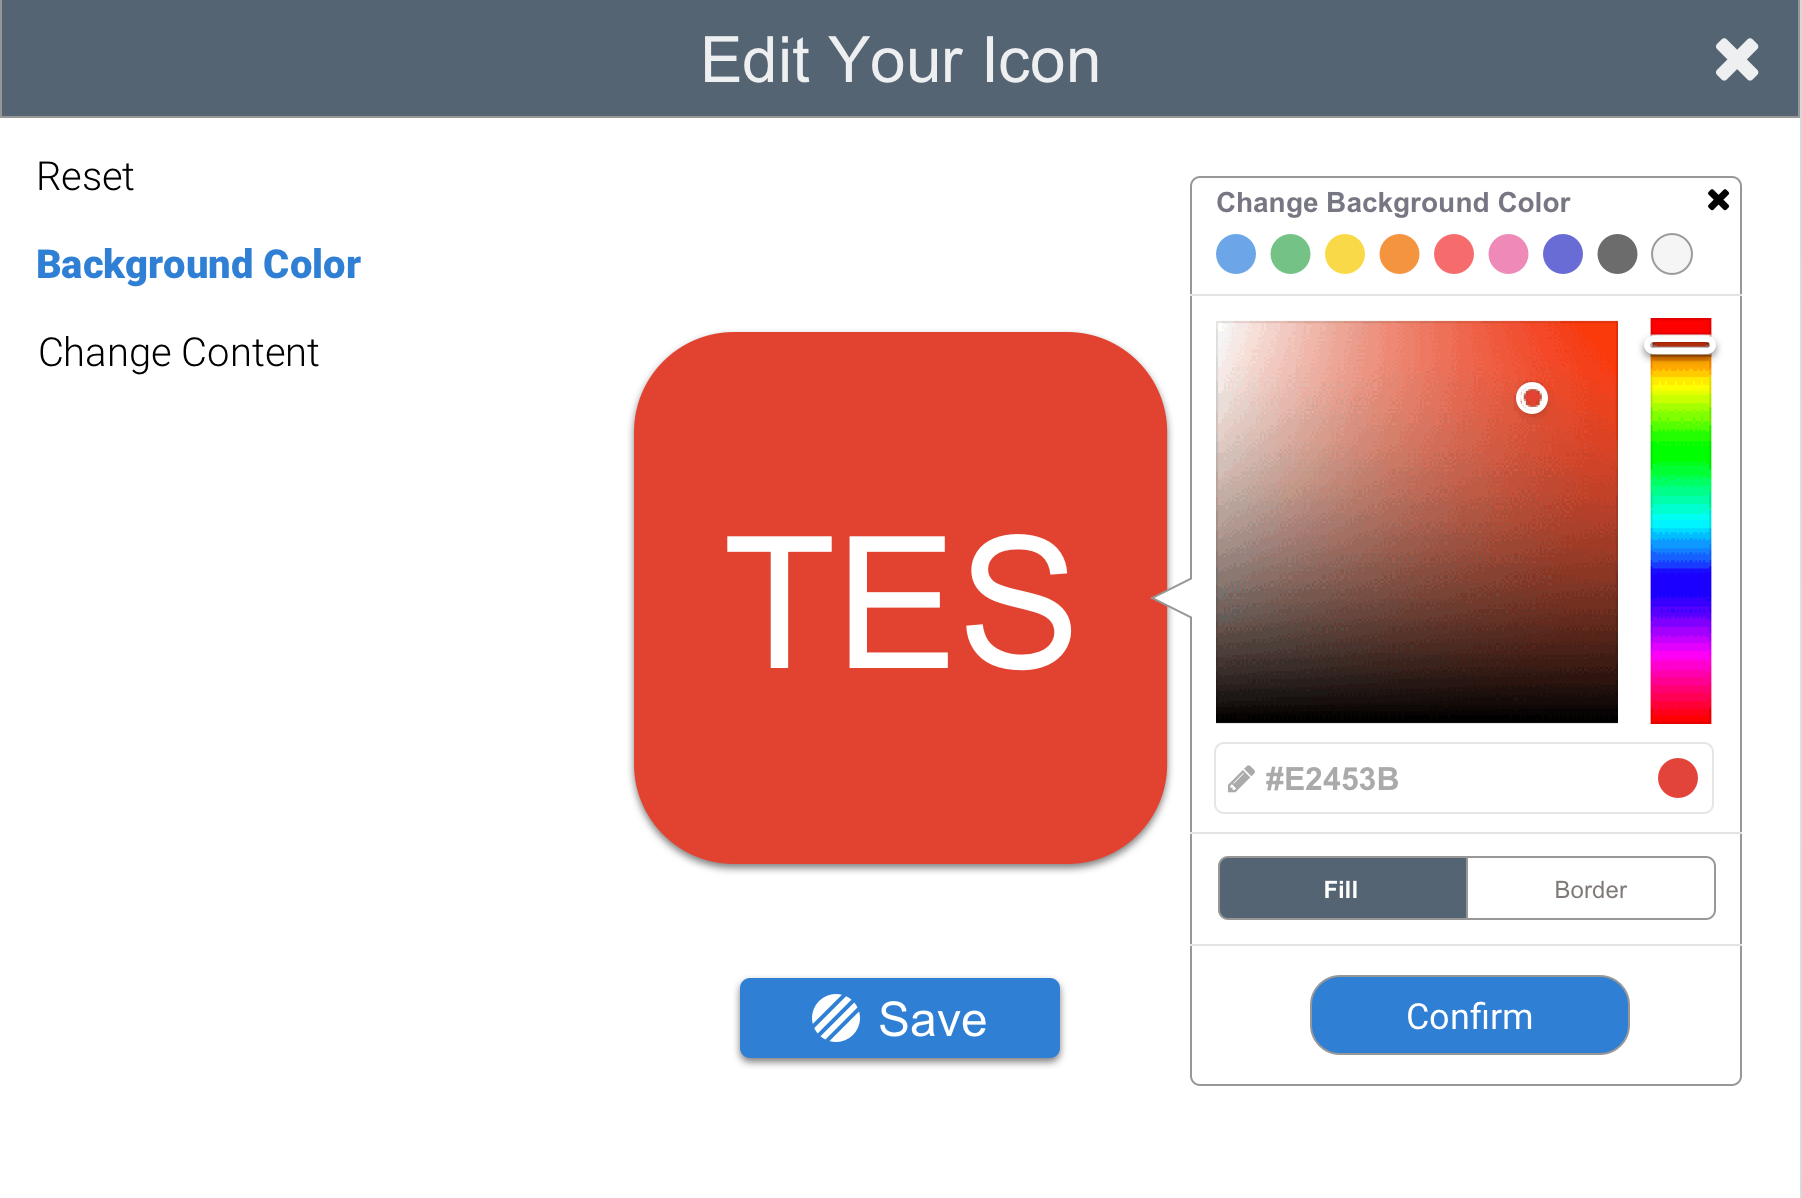 Edit Your Icon
Reset
Background Color
Change Content
TES
Save
Change Background Color
#E2453B
Fill
Border
Confirm